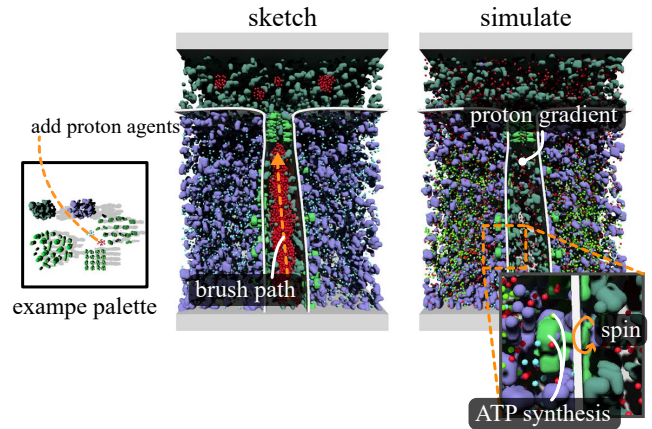 sketch
simulate
add proton agents
proton gradient
brush path
exampe palette
spin
ATP synthesis